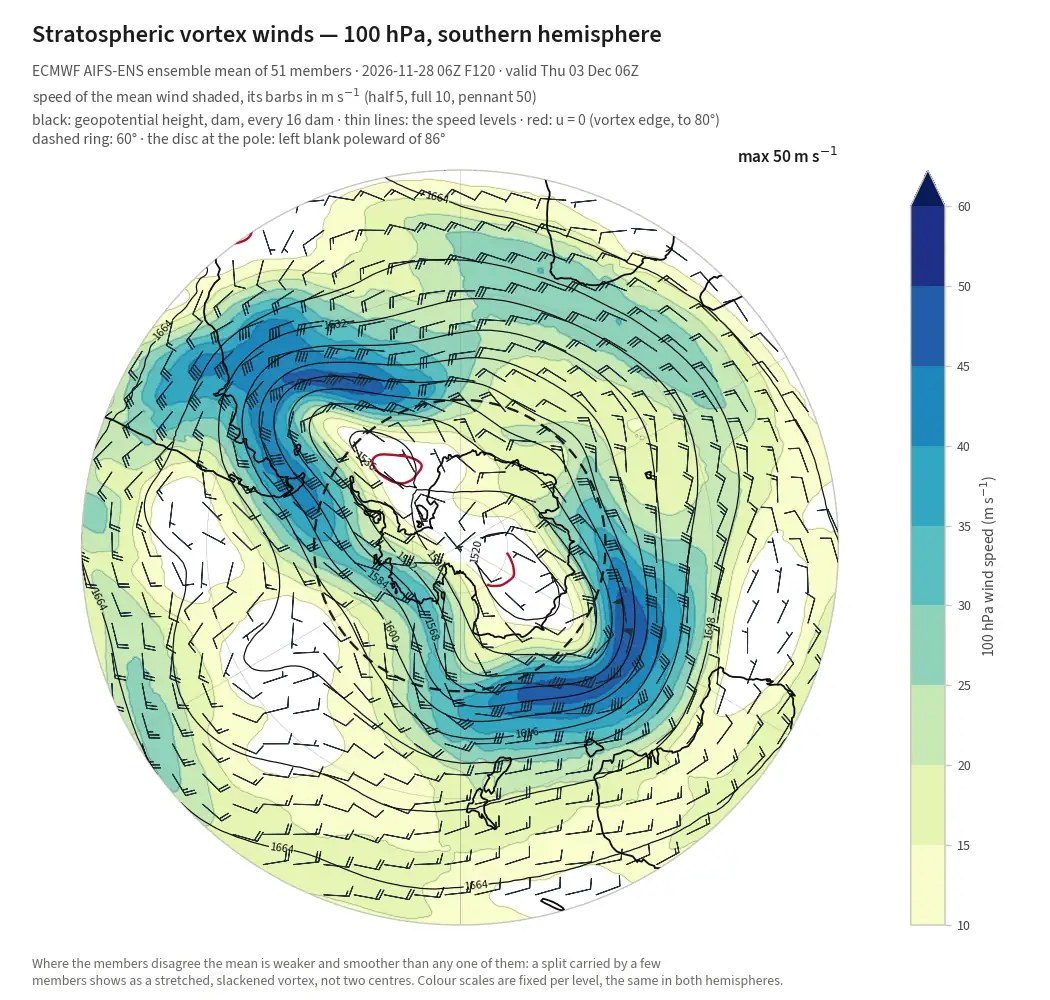 Stratospheric vortex winds — 100 hPa, southern hemisphere
ECMWF AIFS-ENS ensemble mean of 51 members · 2026-11-28 06Z F120 · valid Thu 03 Dec 06Z
speed of the mean wind shaded, its barbs in m s⁻¹ (half 5, full 10, pennant 50)
black: geopotential height, dam, every 16 dam · thin lines: the speed levels · red: u = 0 (vortex edge, to 80°)
dashed ring: 60° · the disc at the pole: left blank poleward of 86°
max 50 m s⁻¹
1664
1632
1664
1536
1520
1584
1600
1568
1664
1648
1616
1664
1664
60
50
45
40
35
30
25
20
15
10
100 hPa wind speed (m s⁻¹)
Where the members disagree the mean is weaker and smoother than any one of them: a split carried by a few
members shows as a stretched, slackened vortex, not two centres. Colour scales are fixed per level, the same in both hemispheres.